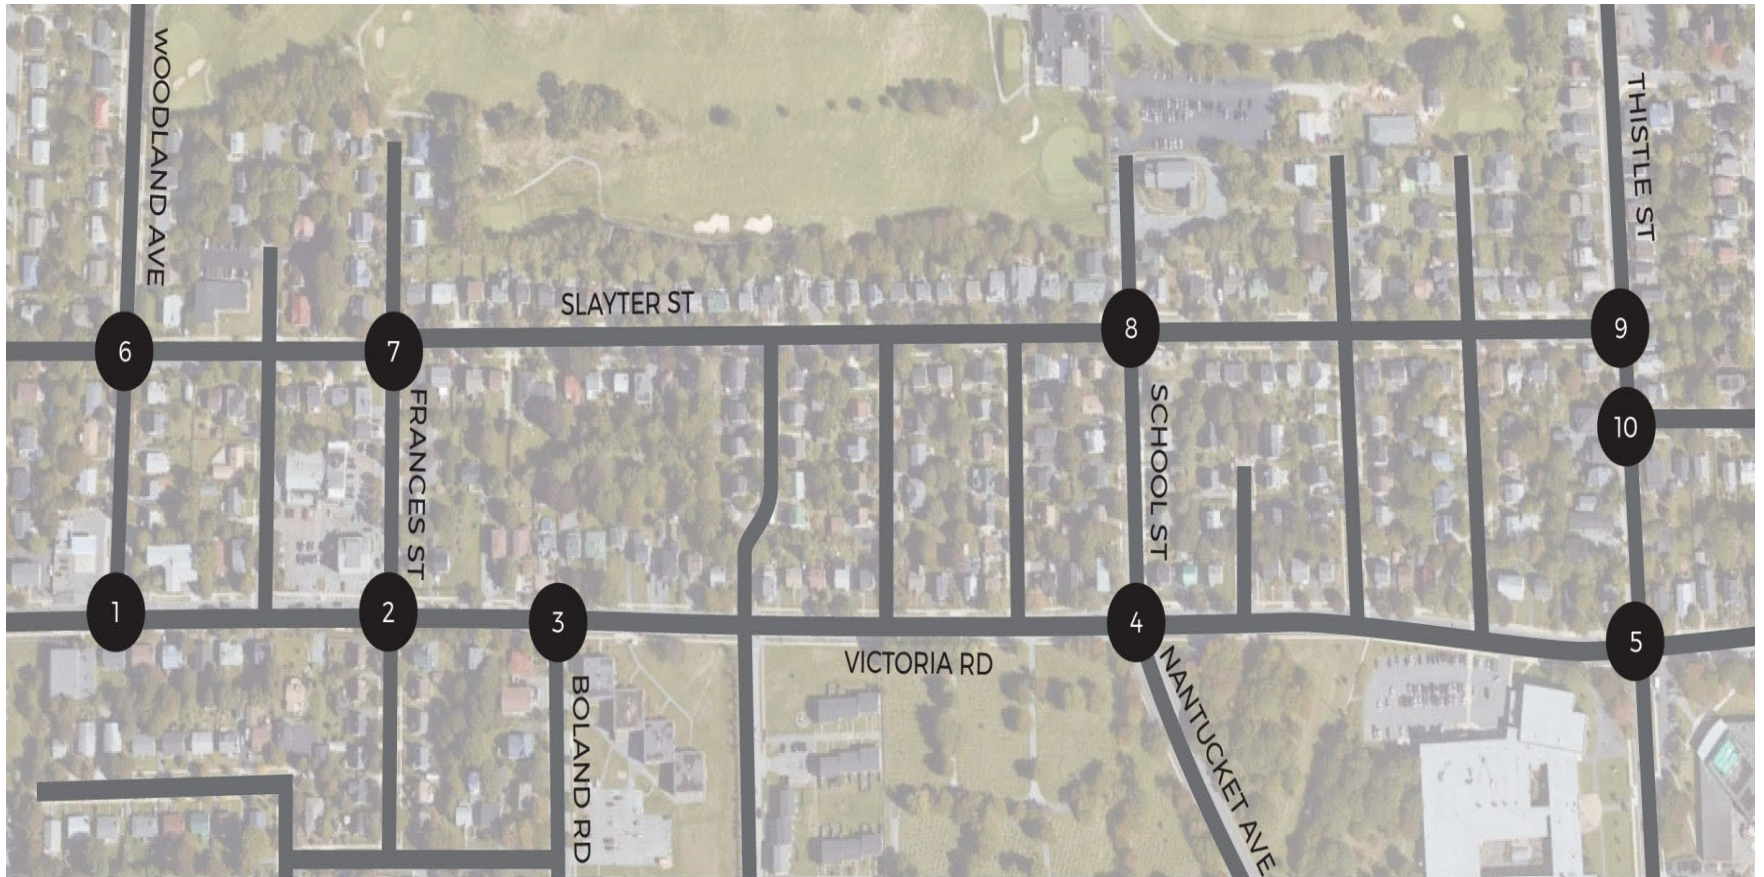 WOODLAND AVE
THISTLE ST
SLAYTER ST
6
7
8
9
FRANCES ST
SCHOOL ST
10
1
2
3
4
5
VICTORIA RD
BOLAND RD
NANTUCKET AVE